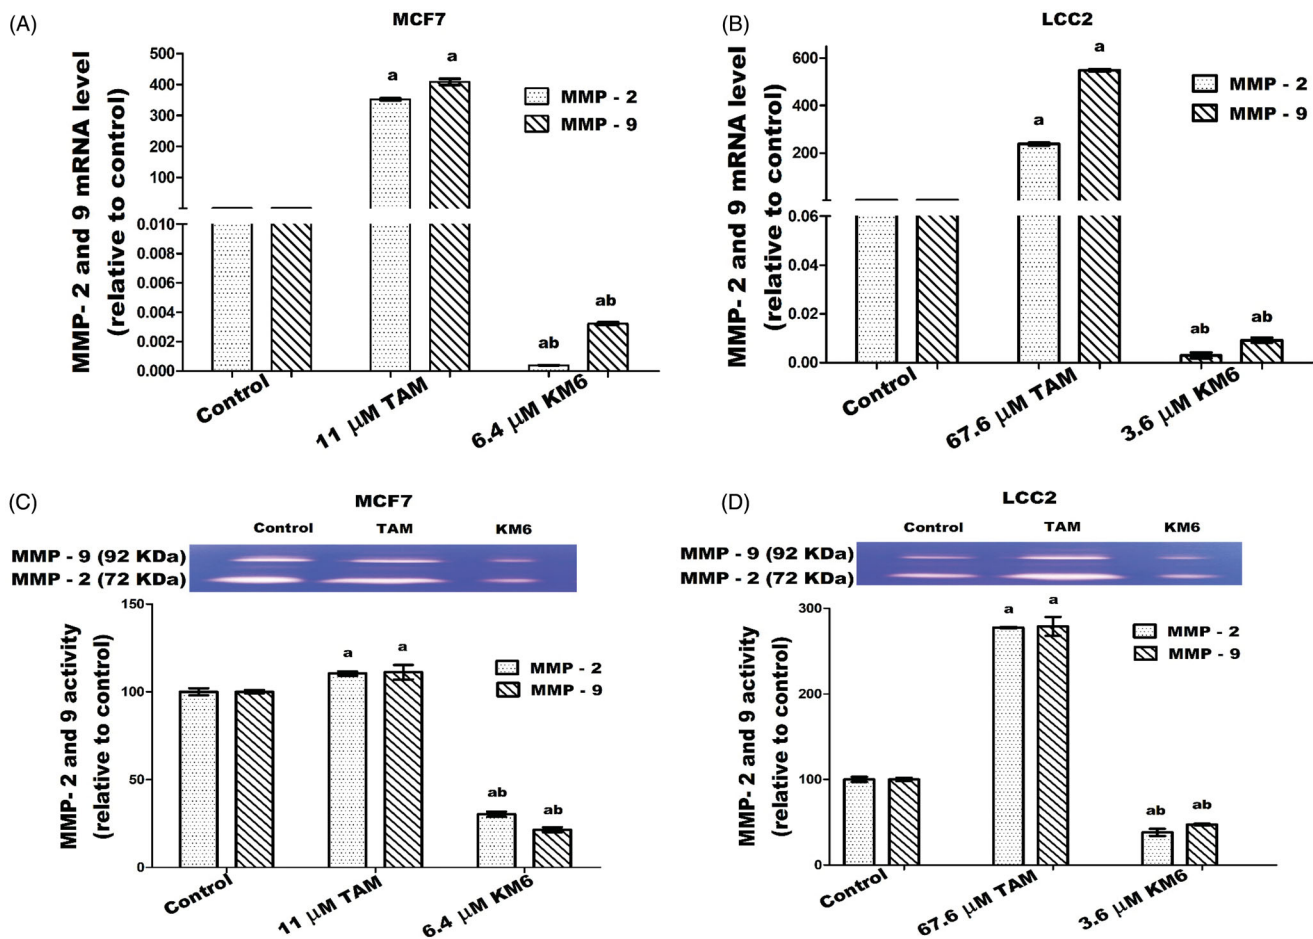 (A)
MCF7
MMP- 2 and 9 mRNA level
(relative to control)
500
400
300
200
100
0.010
0.008
0.006
0.004
0.002
0.000
a
a
ab
ab
MMP - 2
MMP - 9
Control
11 μM TAM
6.4 μM KM6
(B)
LCC2
MMP- 2 and 9 mRNA level
(relative to control)
600
400
200
0.06
0.04
0.02
0.00
a
a
ab
ab
MMP - 2
MMP - 9
Control
67.6 μM TAM
3.6 μM KM6
(C)
MCF7
Control TAM KM6
MMP - 9 (92 KDa)
MMP - 2 (72 KDa)
MMP- 2 and 9 activity
(relative to control)
150
100
50
0
a
a
ab
ab
MMP - 2
MMP - 9
Control
11 μM TAM
6.4 μM KM6
(D)
LCC2
Control TAM KM6
MMP - 9 (92 KDa)
MMP - 2 (72 KDa)
MMP- 2 and 9 activity
(relative to control)
300
200
100
0
a
a
ab
ab
MMP - 2
MMP - 9
Control
67.6 μM TAM
3.6 μM KM6